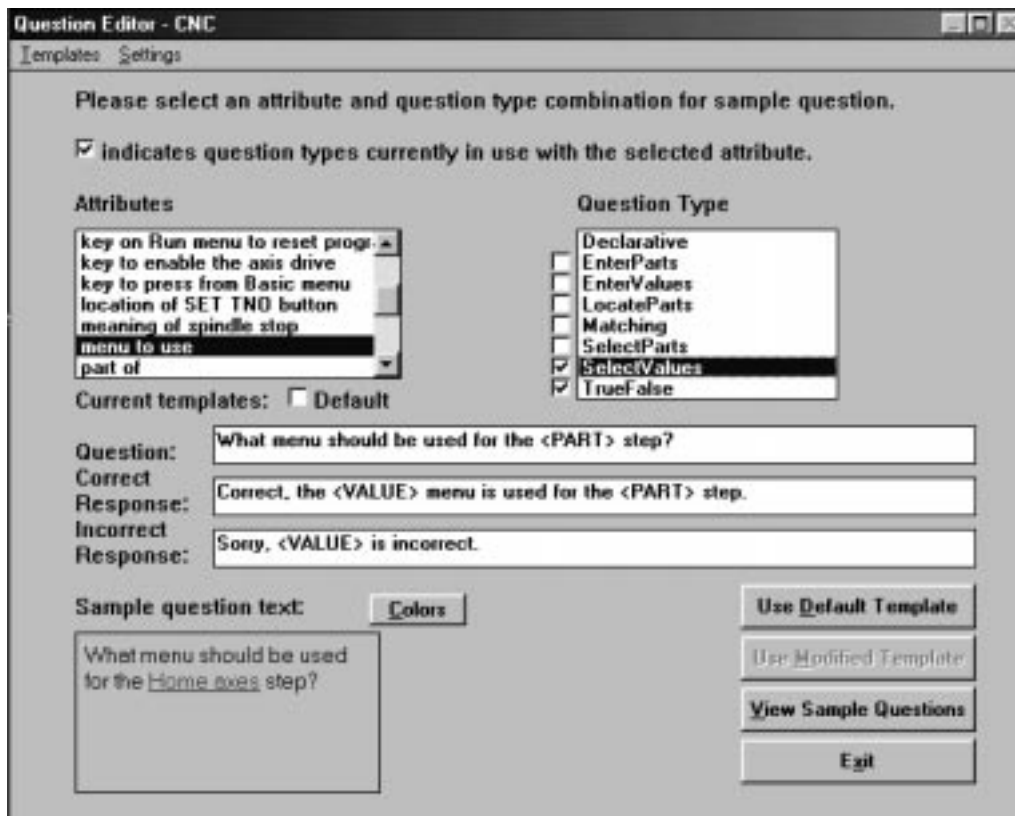 Question Editor - CNC
Templates Settings
Please select an attribute and question type combination for sample question.
indicates question types currently in use with the selected attribute.
Attributes
key on Run menu to reset progr
key to enable the axis drive
key to press from Basic menu
location of SET TNO button
meaning of spindle stop
menu to use
part of
Question Type
Declarative
EnterParts
EnterValues
LocateParts
Matching
SelectParts
SelectValues
TrueFalse
Current templates: Default
Question: What menu should be used for the <PART> step?
Correct Response: Correct, the <VALUE> menu is used for the <PART> step.
Incorrect Response: Sorry, <VALUE> is incorrect.
Sample question text: Colors
What menu should be used
for the Home axes step?
Use Default Template
Use Modified Template
View Sample Questions
Exit